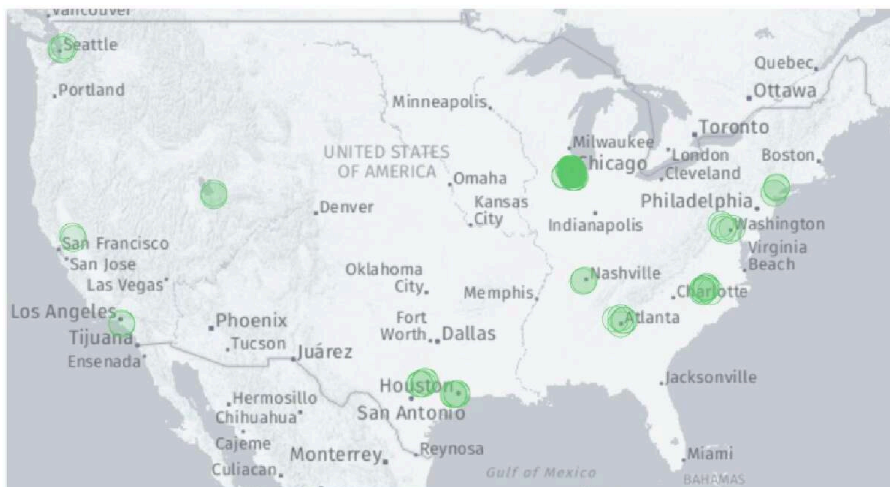 Vancouver
Seattle
Portland
Minneapolis
Quebec
Ottawa
Toronto
Milwaukee
London
Boston
UNITED STATES
OF AMERICA
Chicago
Cleveland
Omaha
Philadelphia
Denver
Kansas
City
Indianapolis
Washington
San Francisco
San Jose
Virginia
Beach
Las Vegas
Oklahoma
City
Nashville
Memphis
Charlotte
Los Angeles
Phoenix
Fort
Worth
Dallas
Atlanta
Tijuana
Tucson
Juárez
Ensenada
Houston
Jacksonville
Hermosillo
San Antonio
Chihuahua
Cajeme
Monterrey
Reynosa
Miami
Culiacan
Gulf of Mexico
BAHAMAS